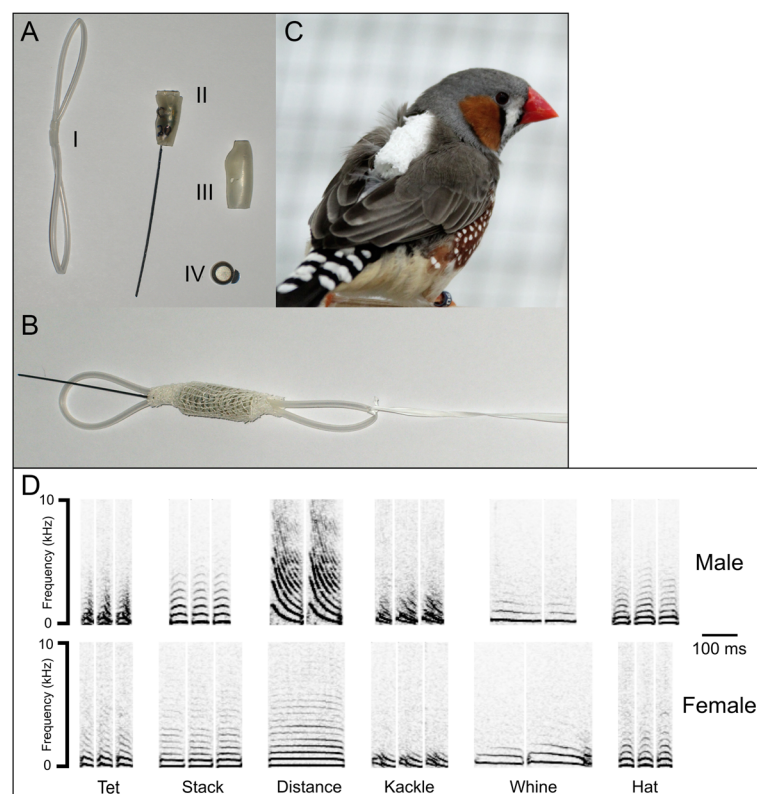 A
I
II
III
IV
C
B
D
10
Frequency (kHz)
0
Male
100 ms
10
Frequency (kHz)
0
Female
Tet Stack Distance Kackle Whine Hat